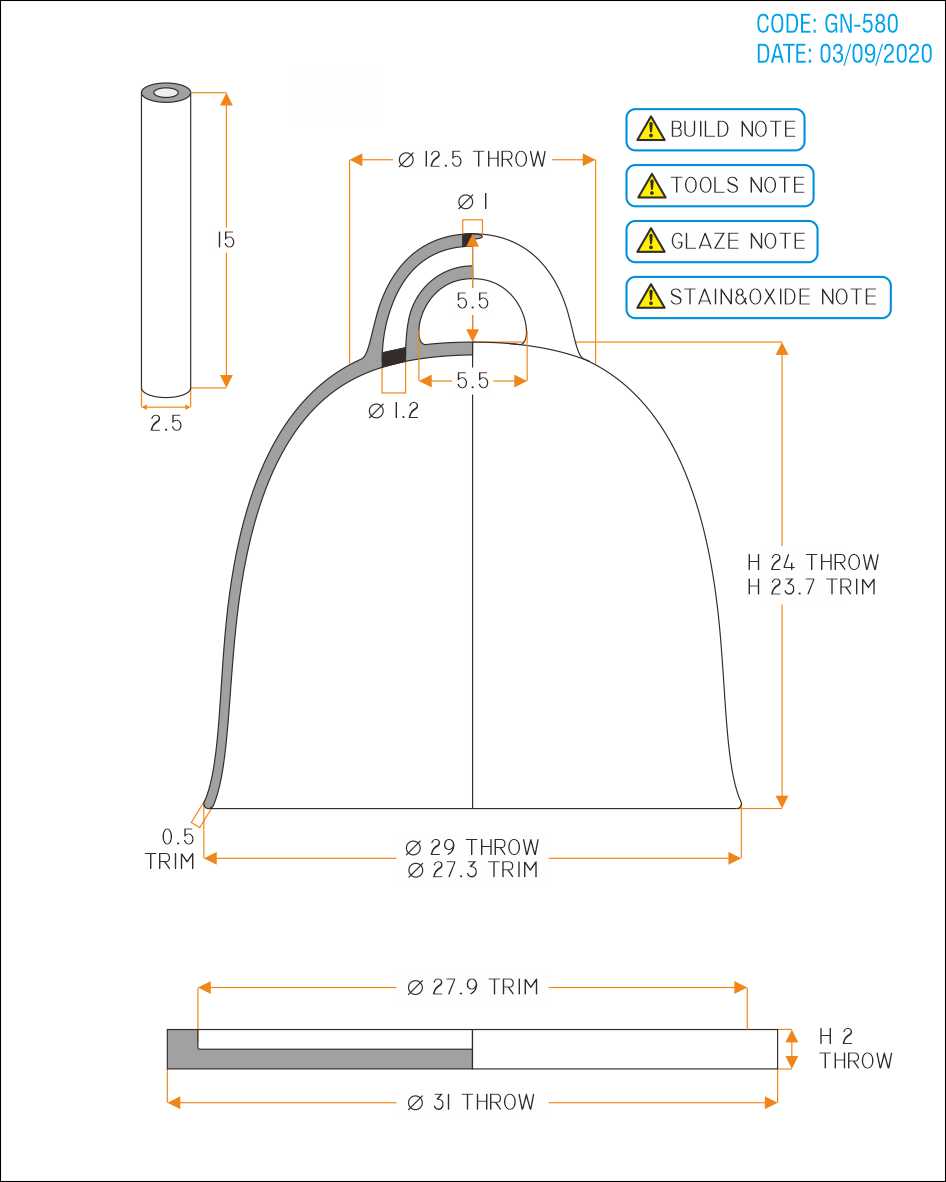 CODE: GN-580
DATE: 03/09/2020
BUILD NOTE
TOOLS NOTE
GLAZE NOTE
STAIN&OXIDE NOTE
Ø 12.5 THROW
Ø 1
15
5.5
5.5
Ø 1.2
2.5
H 24 THROW
H 23.7 TRIM
0.5
TRIM
Ø 29 THROW
Ø 27.3 TRIM
Ø 27.9 TRIM
H 2
THROW
Ø 31 THROW